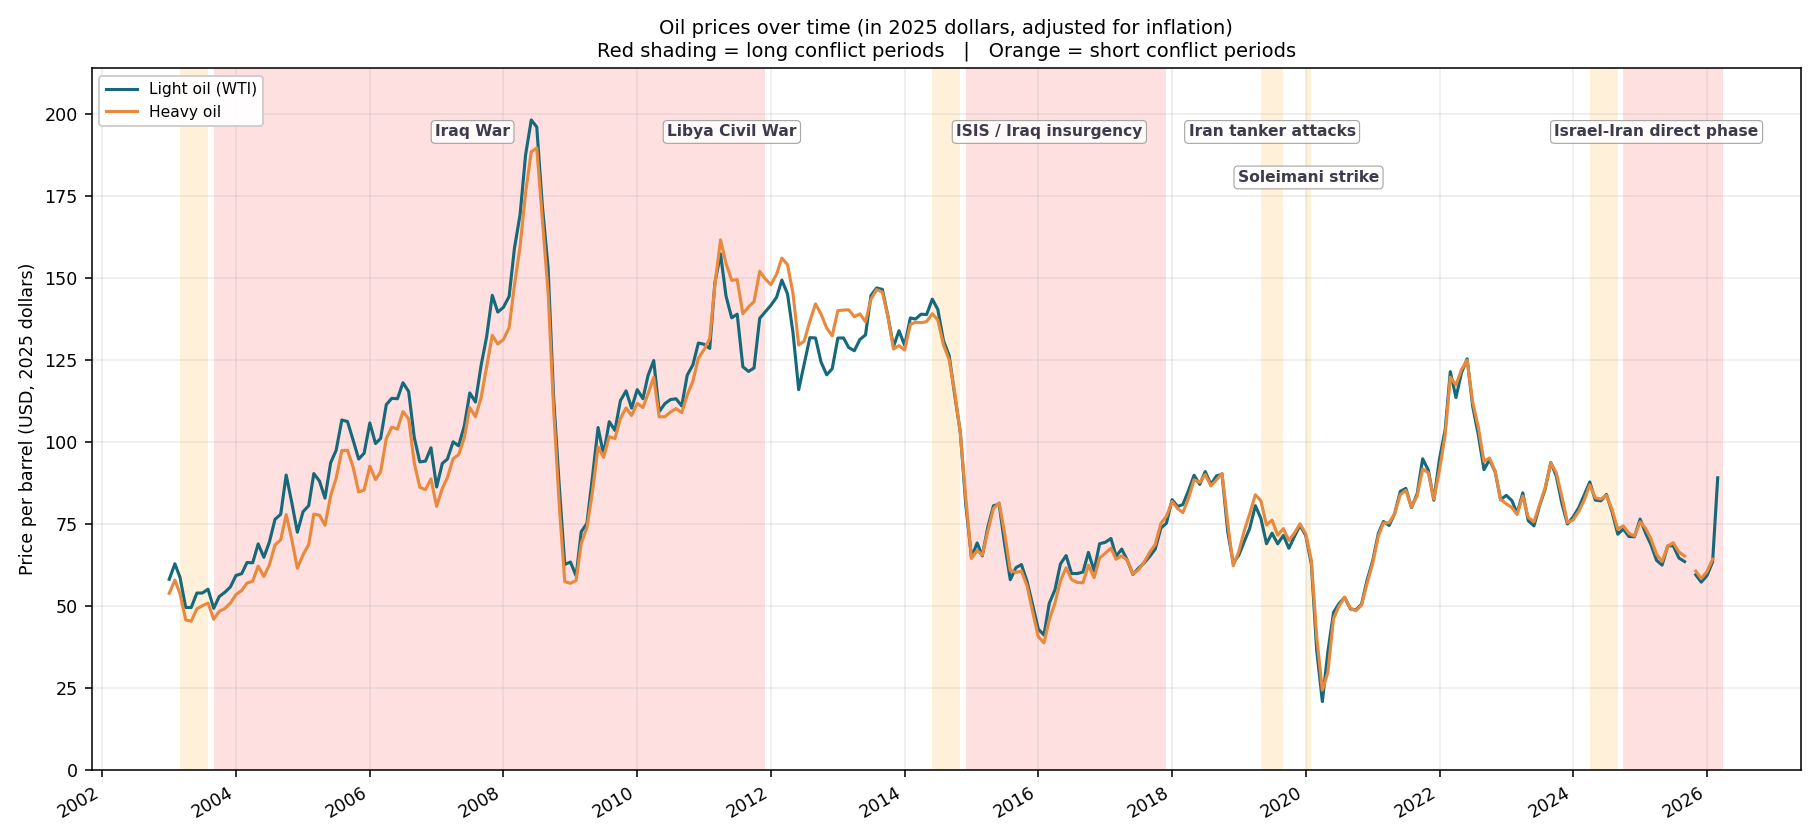 Oil prices over time (in 2025 dollars, adjusted for inflation)
Red shading = long conflict periods | Orange = short conflict periods
Light oil (WTI)
Heavy oil
Iraq War
Libya Civil War
ISIS / Iraq insurgency
Iran tanker attacks
Israel-Iran direct phase
Soleimani strike
Price per barrel (USD, 2025 dollars)
200
175
150
125
100
75
50
25
0
2002
2004
2006
2008
2010
2012
2014
2016
2018
2020
2022
2024
2026